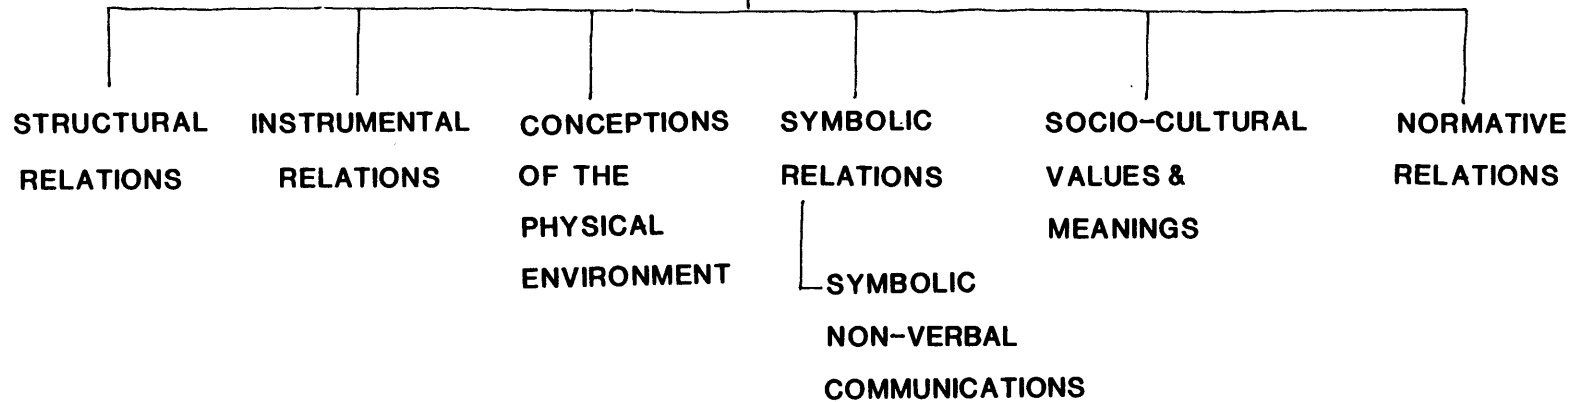 STRUCTURAL
RELATIONS
INSTRUMENTAL
RELATIONS
CONCEPTIONS
OF THE
PHYSICAL
ENVIRONMENT
SYMBOLIC
RELATIONS
SYMBOLIC
NON-VERBAL
COMMUNICATIONS
SOCIO-CULTURAL
VALUES &
MEANINGS
NORMATIVE
RELATIONS